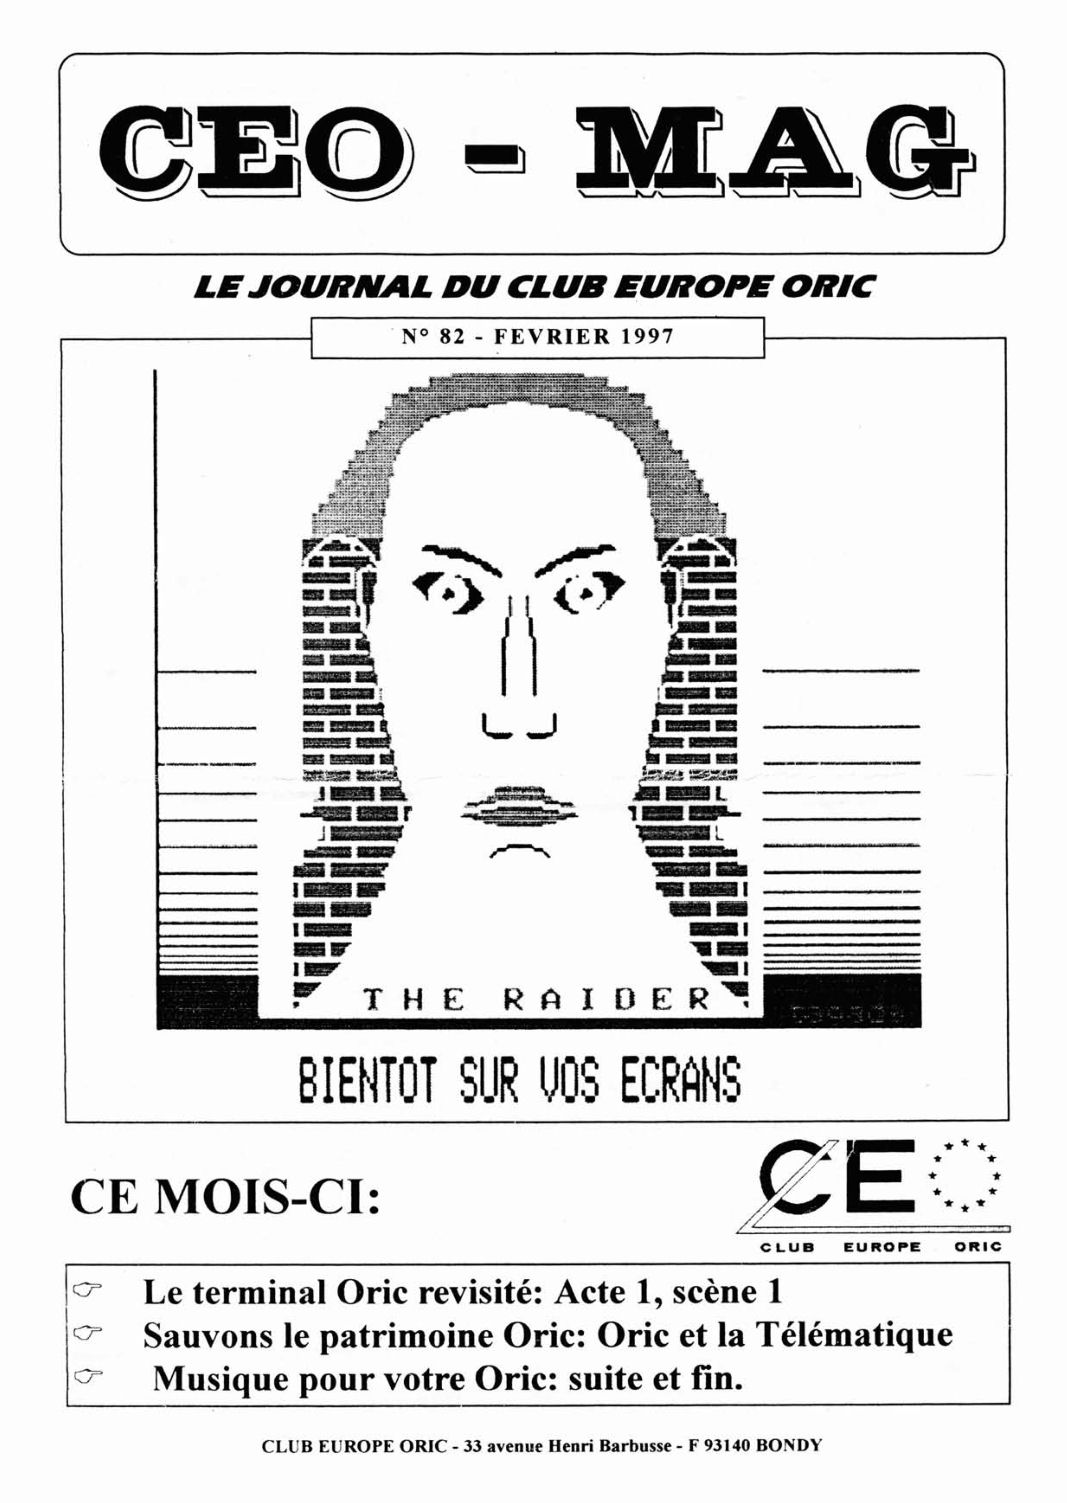 CEO - MAG
LE JOURNAL DU CLUB EUROPE ORIC
N° 82 - FEVRIER 1997
THE RAIDER
BIENTOT SUR VOS ECRANS
CE MOIS-CI:
CEO
CLUB EUROPE ORIC
Le terminal Oric revisité: Acte 1, scène 1
Sauvons le patrimoine Oric: Oric et la Télématique
Musique pour votre Oric: suite et fin.
CLUB EUROPE ORIC - 33 avenue Henri Barbusse - F 93140 BONDY